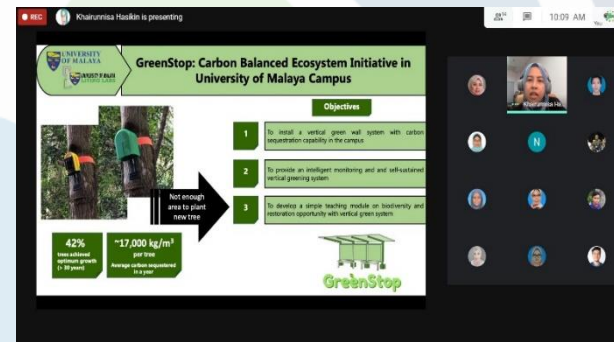 REC
Khairunnisa Hasikin is presenting
10:09 AM
You
UNIVERSITY
OF MALAYA
GreenStop: Carbon Balanced Ecosystem Initiative in
University of Malaya Campus
Objectives
1
To install a vertical green wall system with carbon
sequestration capability in the campus
2
To provide an intelligent monitoring and and self-sustained
vertical greening system
3
To develop a simple teaching module on biodiversity and
restoration opportunity with vertical green system
Not enough
area to plant
new tree
42%
trees achieved
optimum growth
(> 30 years)
~17,000 kg/m³
per tree
Average carbon sequestered
in a year
GreenStop
Khairunnisa Ha
N